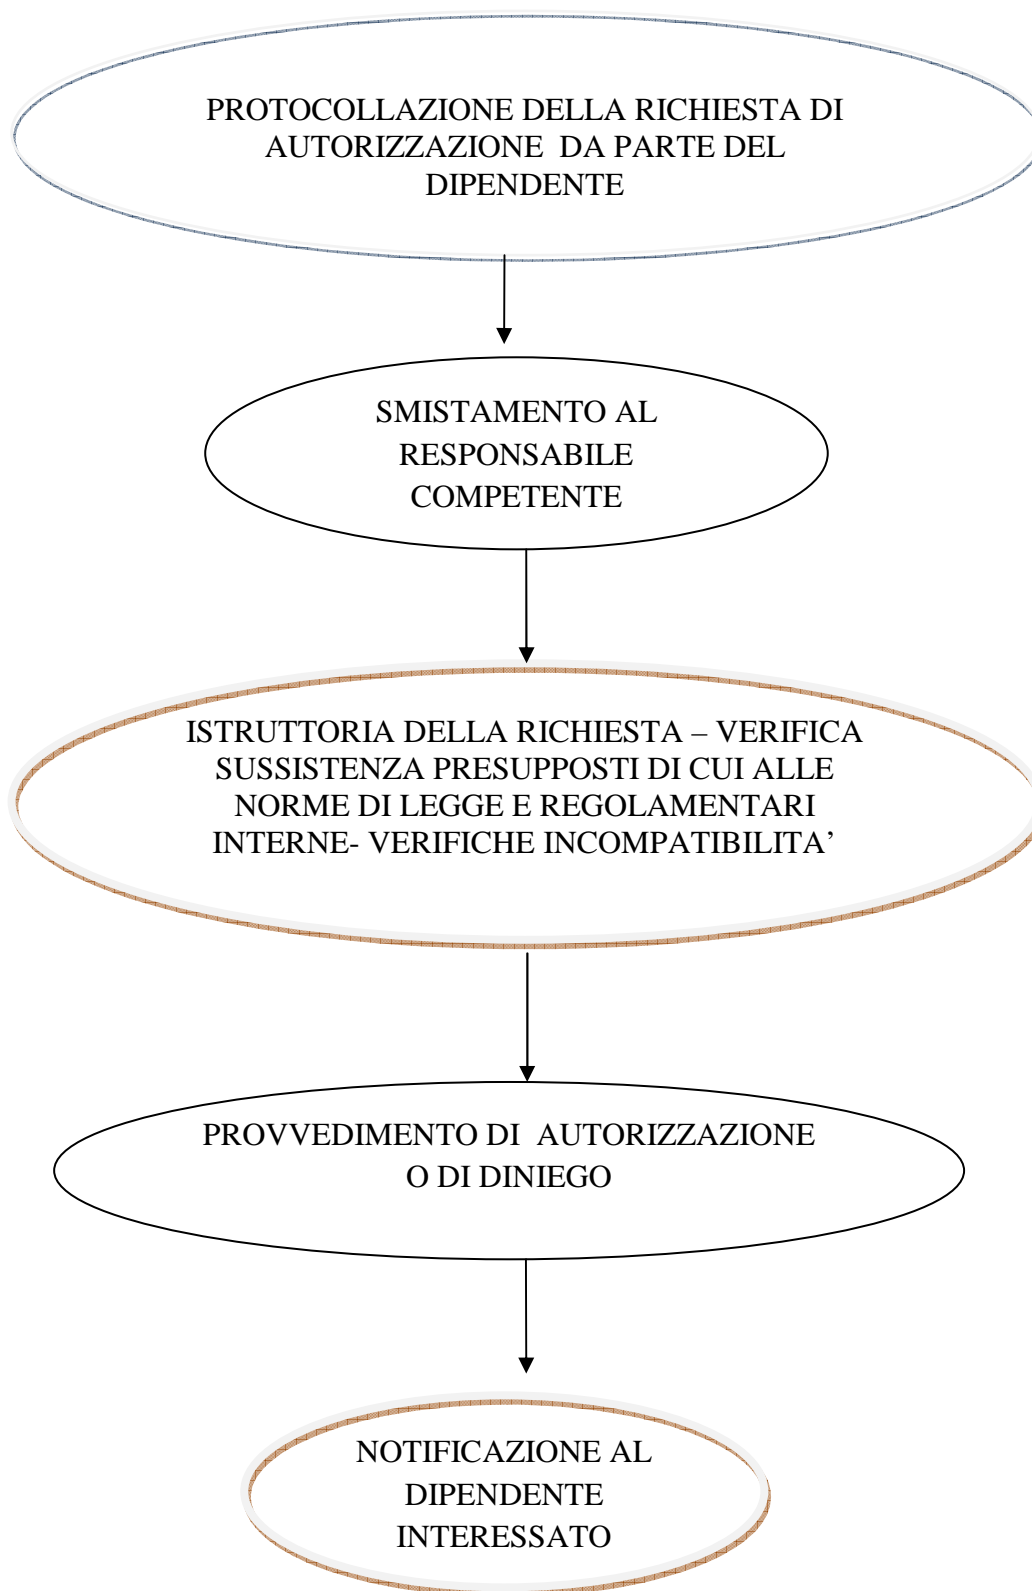 PROTOCOLLAZIONE DELLA RICHIESTA DI
AUTORIZZAZIONE  DA PARTE DEL
DIPENDENTE
SMISTAMENTO AL
RESPONSABILE
COMPETENTE
ISTRUTTORIA DELLA RICHIESTA – VERIFICA
SUSSISTENZA PRESUPPOSTI DI CUI ALLE
NORME DI LEGGE E REGOLAMENTARI
INTERNE- VERIFICHE INCOMPATIBILITA’
PROVVEDIMENTO DI  AUTORIZZAZIONE
O DI DINIEGO
NOTIFICAZIONE AL
DIPENDENTE
INTERESSATO